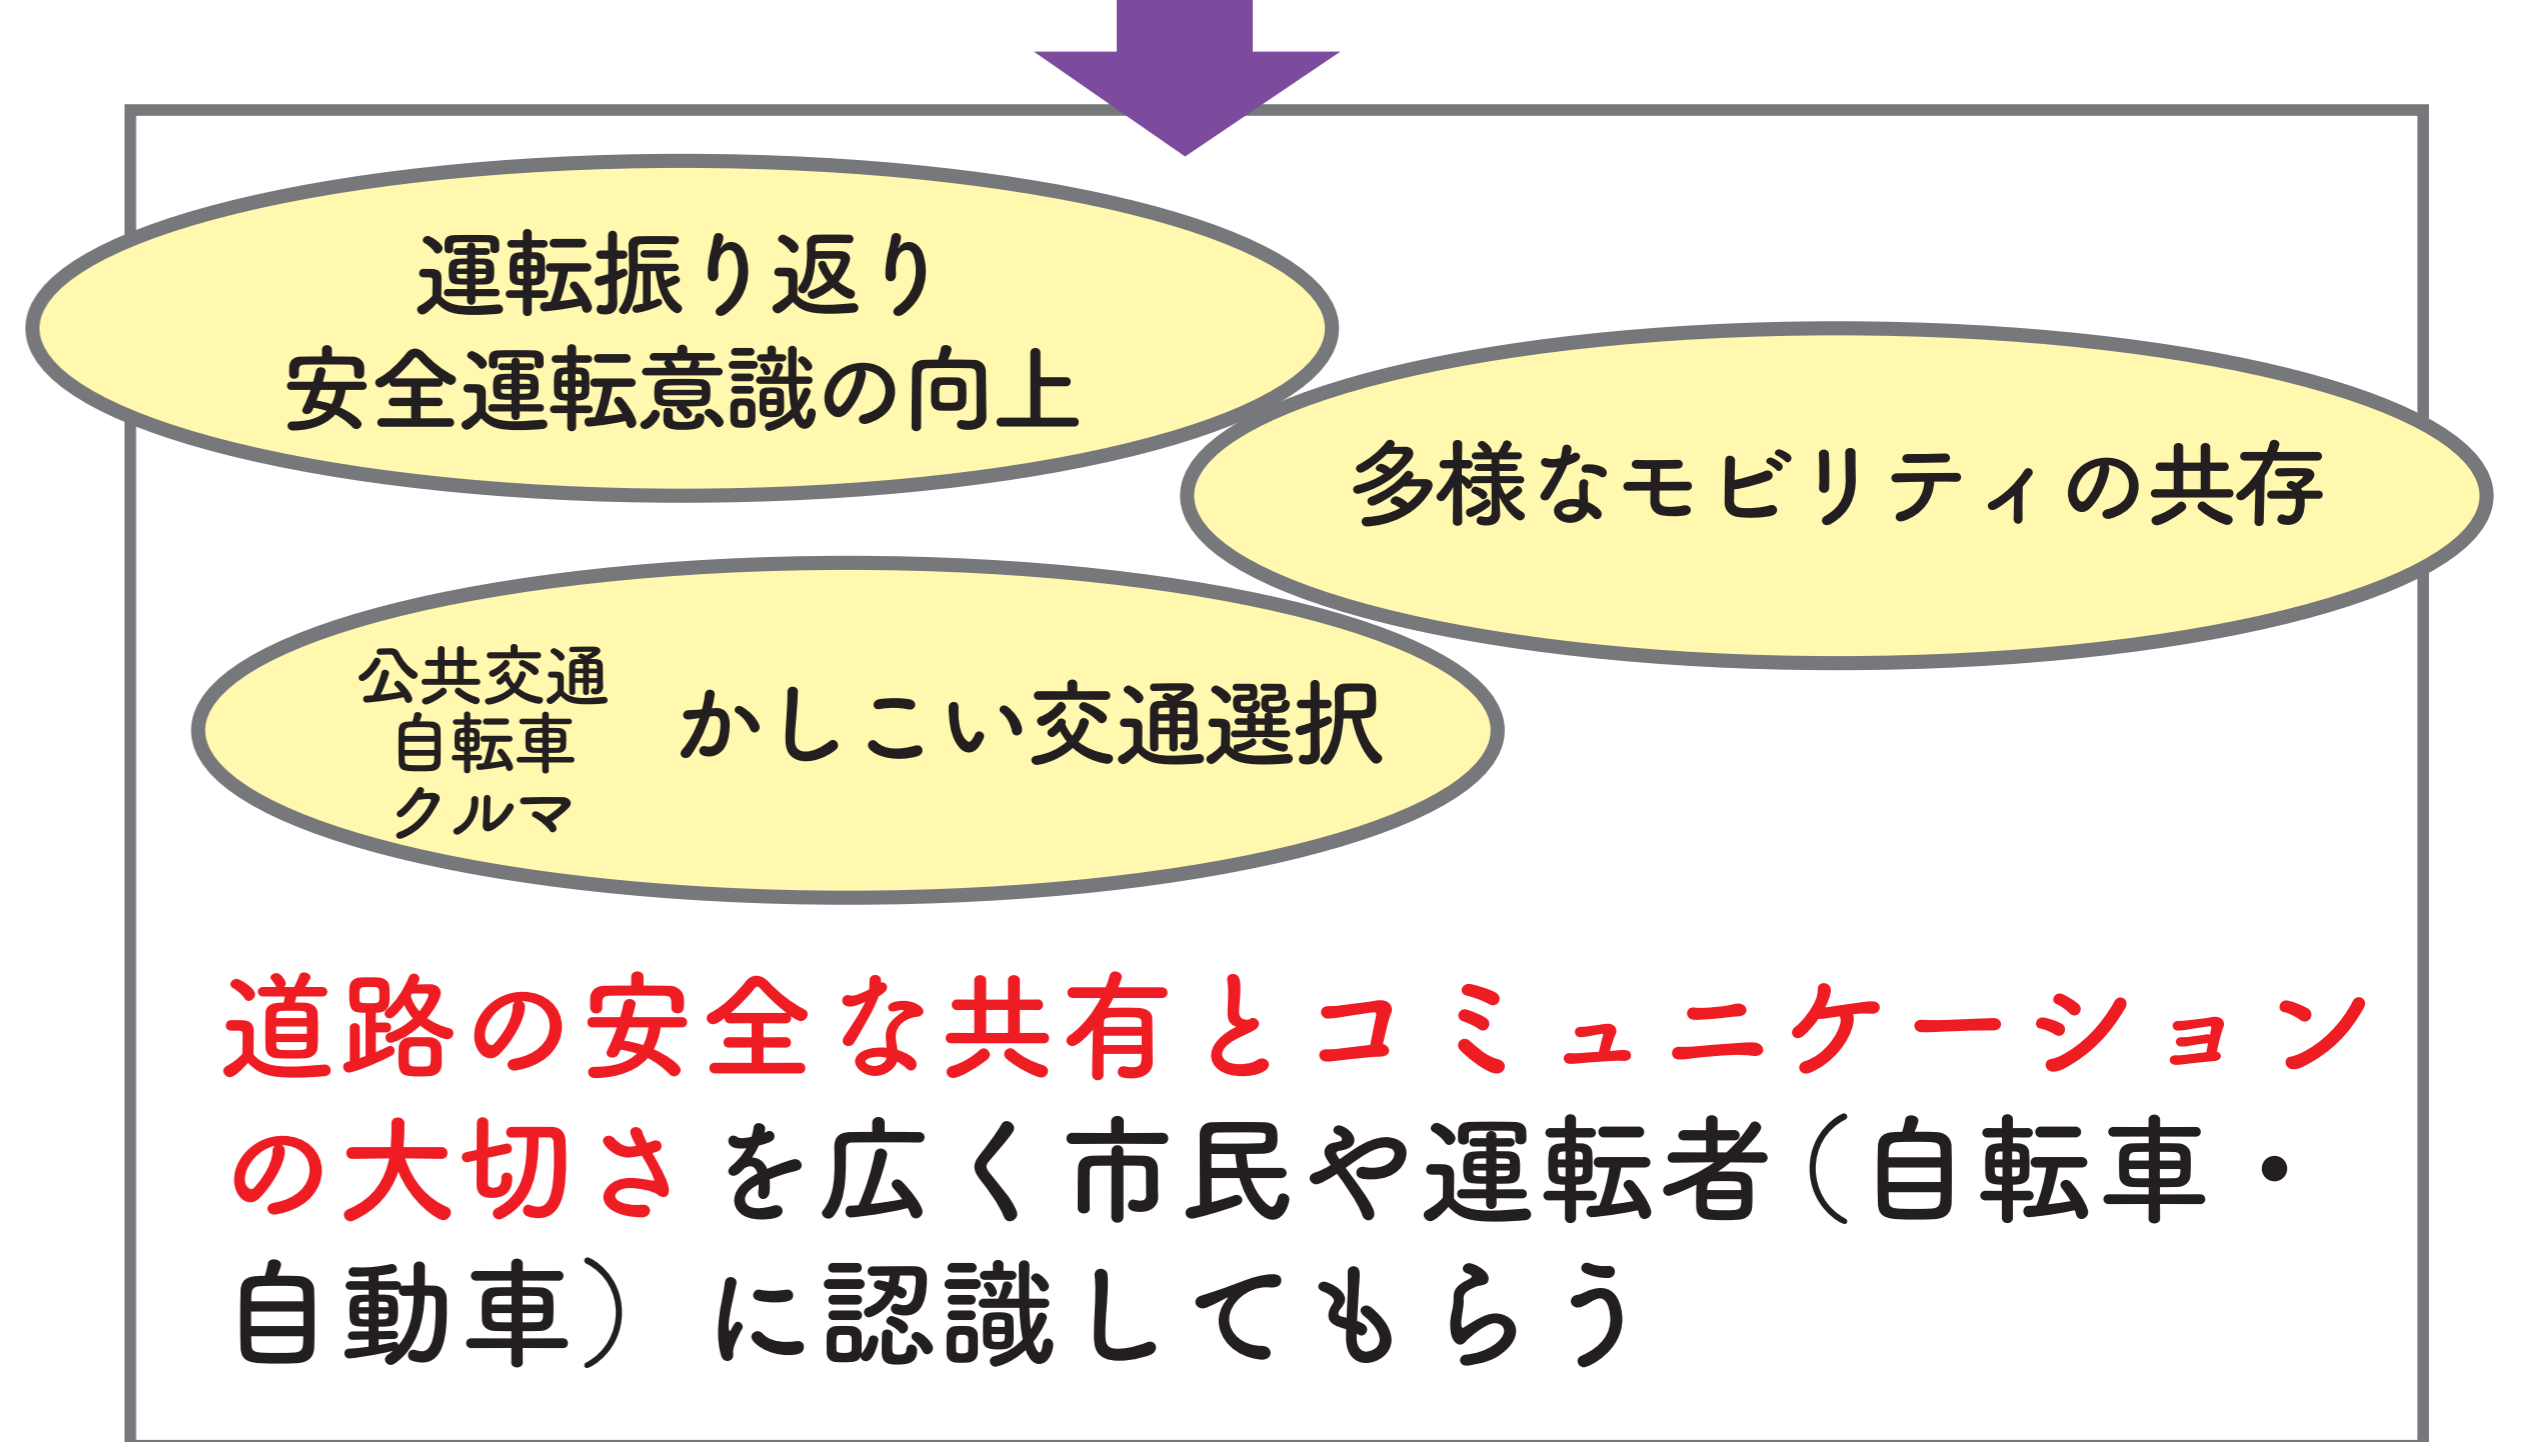 運転振り返り
安全運転意識の向上
多様なモビリティの共存
公共交通
自転車
クルマ
かしこい交通選択
道路の安全な共有とコミュニケーション
の大切さを広く市民や運転者（自転車・
自動車）に認識してもらう